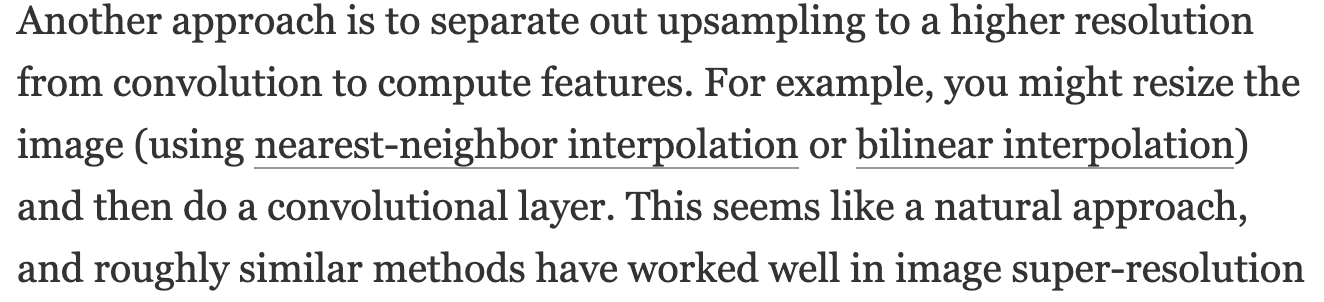 Another approach is to separate out upsampling to a higher resolution
from convolution to compute features. For example, you might resize the
image (using nearest-neighbor interpolation or bilinear interpolation)
and then do a convolutional layer. This seems like a natural approach,
and roughly similar methods have worked well in image super-resolution